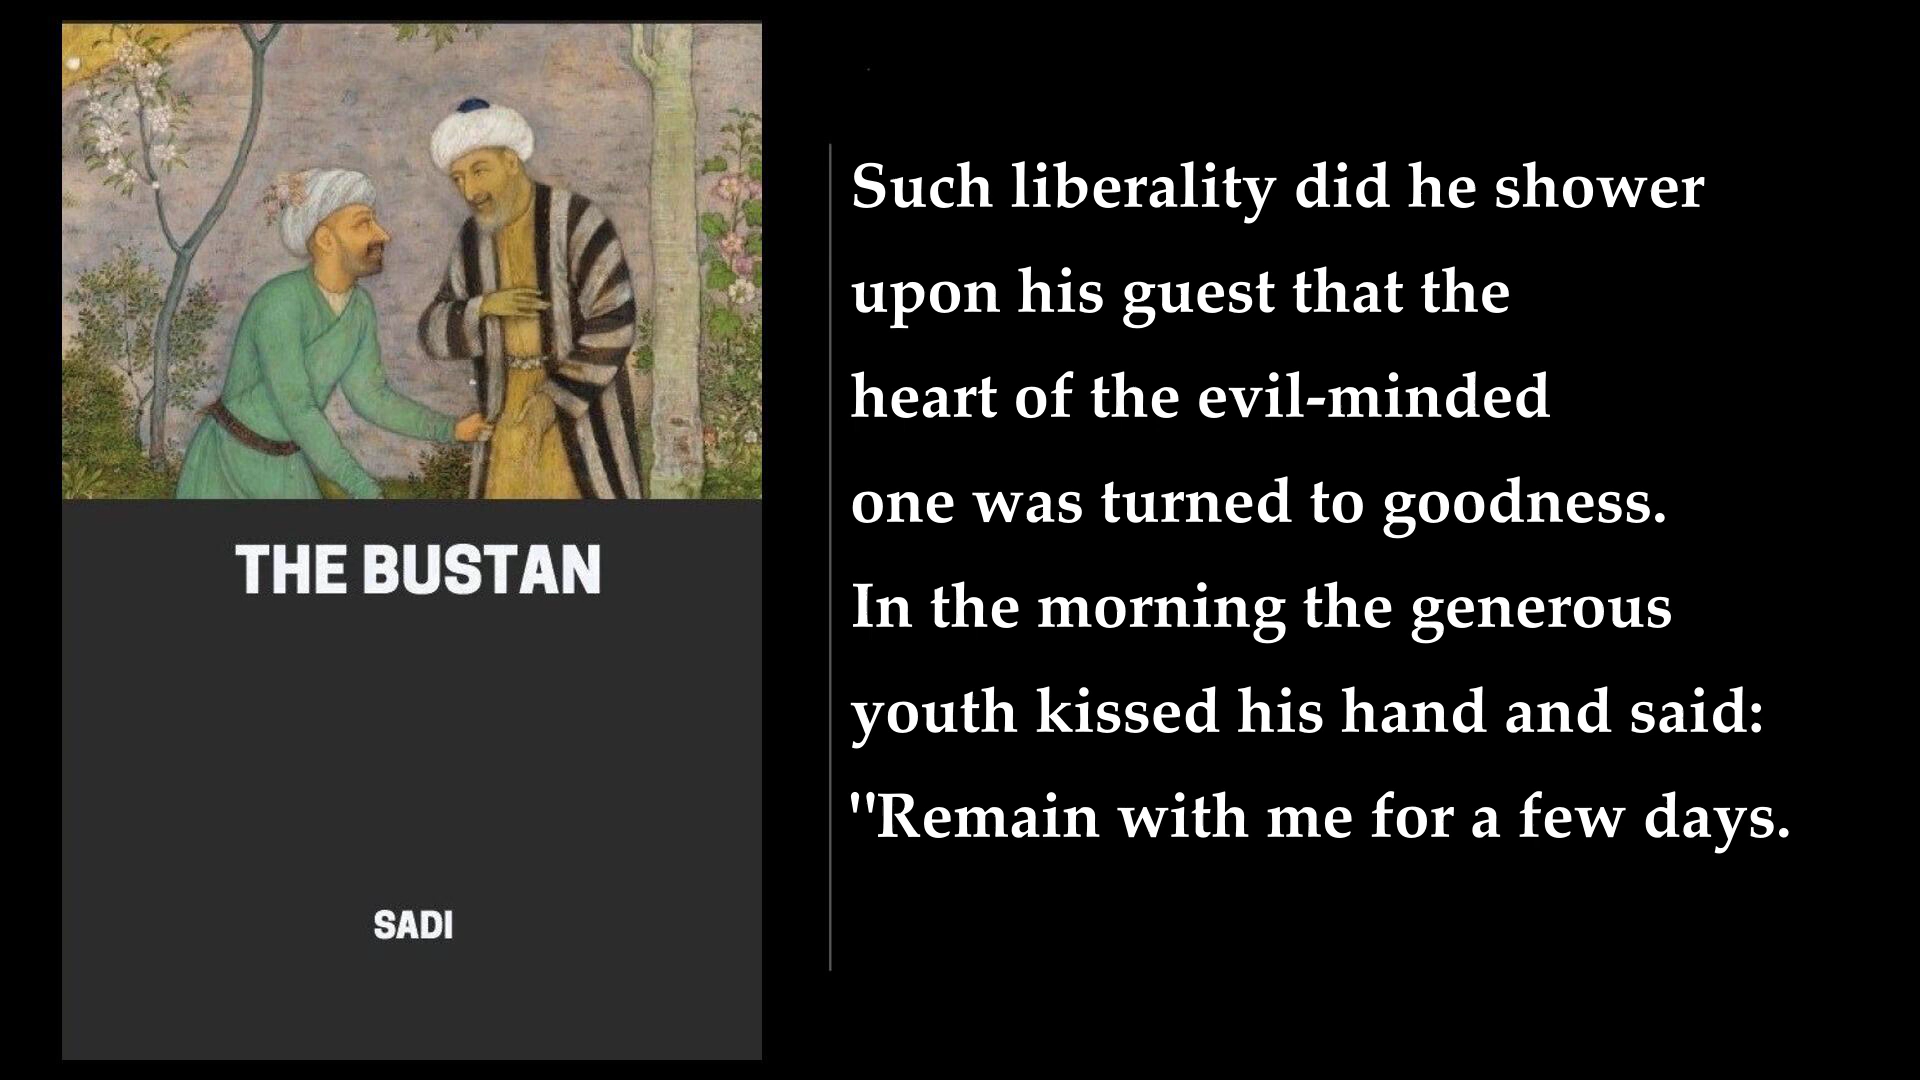 THE BUSTAN
SADI
Such liberality did he shower
upon his guest that the
heart of the evil-minded
one was turned to goodness.
In the morning the generous
youth kissed his hand and said:
"Remain with me for a few days.